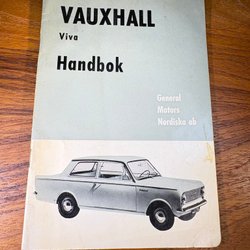 VAUXHALL
Viva
Handbok
General
Motors
Nordiska ab